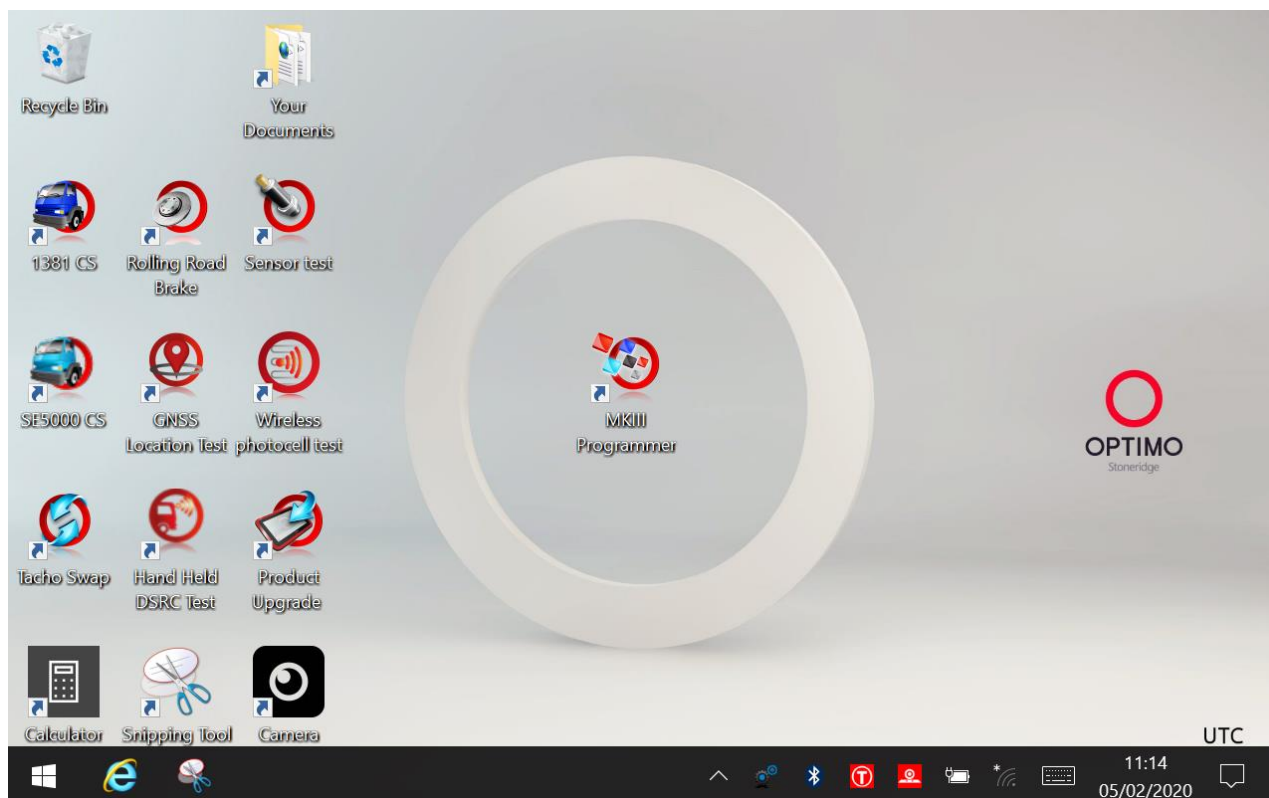 Recycle Bin
Your
Documents
1381 CS
Rolling Road
Brake
Sensor test
SE5000 CS
GNSS
Location Test
Wireless
photocell test
MKIII
Programmer
OPTIMO
Stoneridge
Tacho Swap
Hand Held
DSRC Test
Product
Upgrade
Calculator
Snipping Tool
Camera
UTC
11:14
05/02/2020